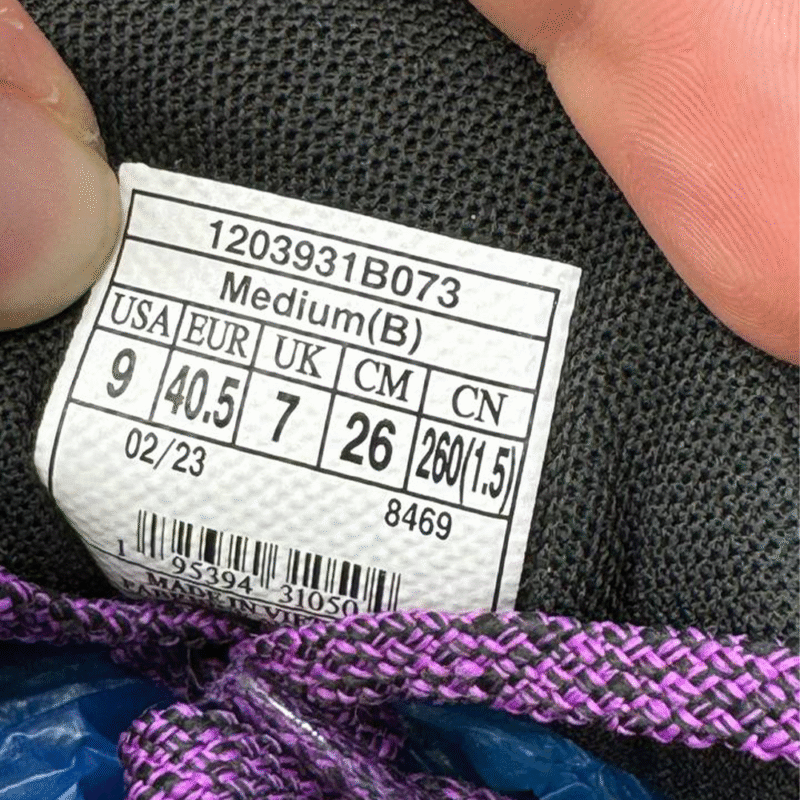 1203931B073
Medium(B)
USA EUR UK CM CN
9 40.5 7 26 260(1.5)
02/23
8469
1 95394 31050
MADE IN